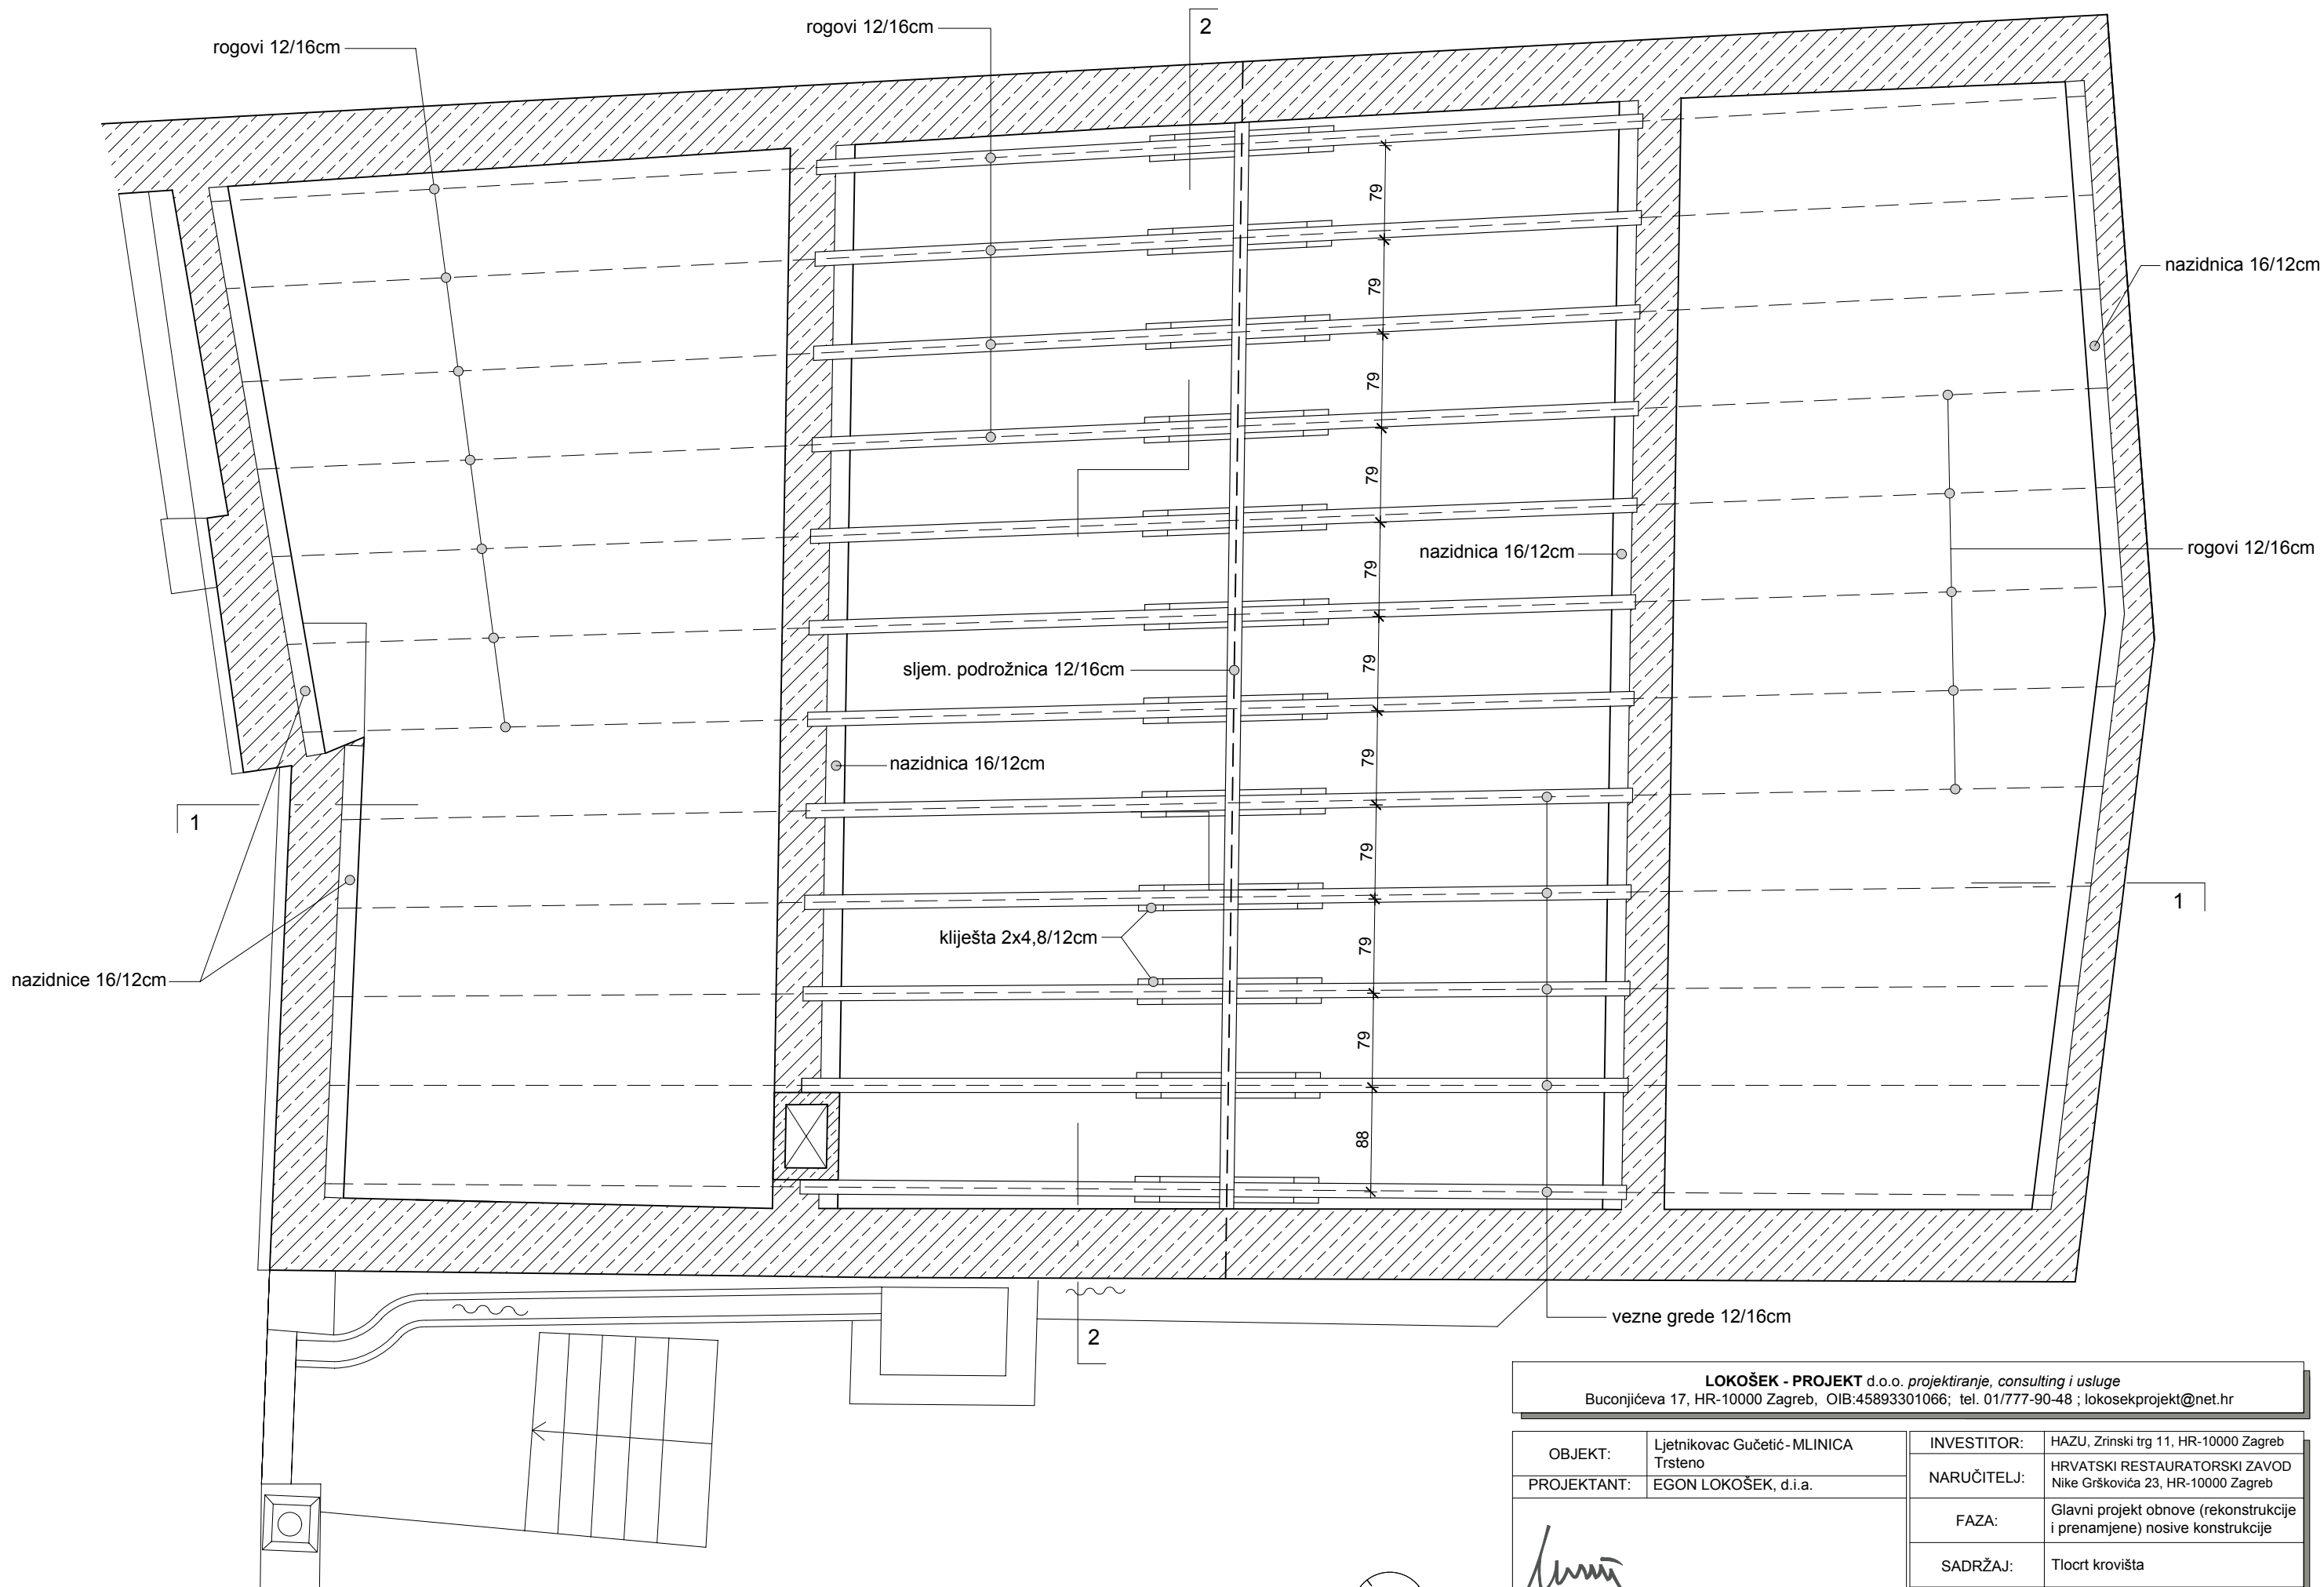 rogovi 12/16cm
rogovi 12/16cm
2
nazidnica 16/12cm
79
79
79
79
79
79
79
79
79
79
88
nazidnica 16/12cm
rogovi 12/16cm
sljem. podrožnica 12/16cm
nazidnica 16/12cm
1
1
kliješta 2x4,8/12cm
nazidnice 16/12cm
vezne grede 12/16cm
2
LOKOŠEK - PROJEKT d.o.o. projektiranje, consulting i usluge
Buconjićeva 17, HR-10000 Zagreb, OIB:45893301066; tel. 01/777-90-48 ; lokosekprojekt@net.hr
OBJEKT:
Ljetnikovac Gučetić-MLINICA
Trsteno
PROJEKTANT:
EGON LOKOŠEK, d.i.a.
INVESTITOR:
HAZU, Zrinski trg 11, HR-10000 Zagreb
NARUČITELJ:
HRVATSKI RESTAURATORSKI ZAVOD
Nike Grškovića 23, HR-10000 Zagreb
FAZA:
Glavni projekt obnove (rekonstrukcije
i prenamjene) nosive konstrukcije
SADRŽAJ:
Tlocrt krovišta